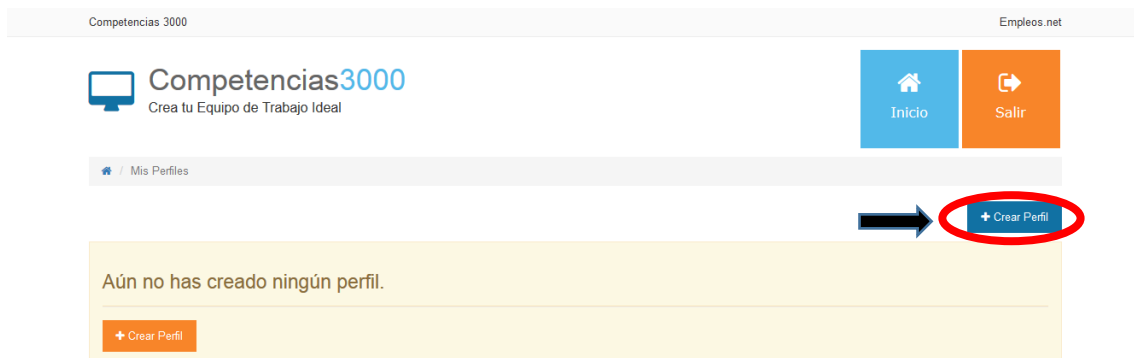 Competencias 3000
Empleos.net
Competencias3000
Crea tu Equipo de Trabajo Ideal
Inicio
Salir
/ Mis Perfiles
+ Crear Perfil
Aún no has creado ningún perfil.
+ Crear Perfil